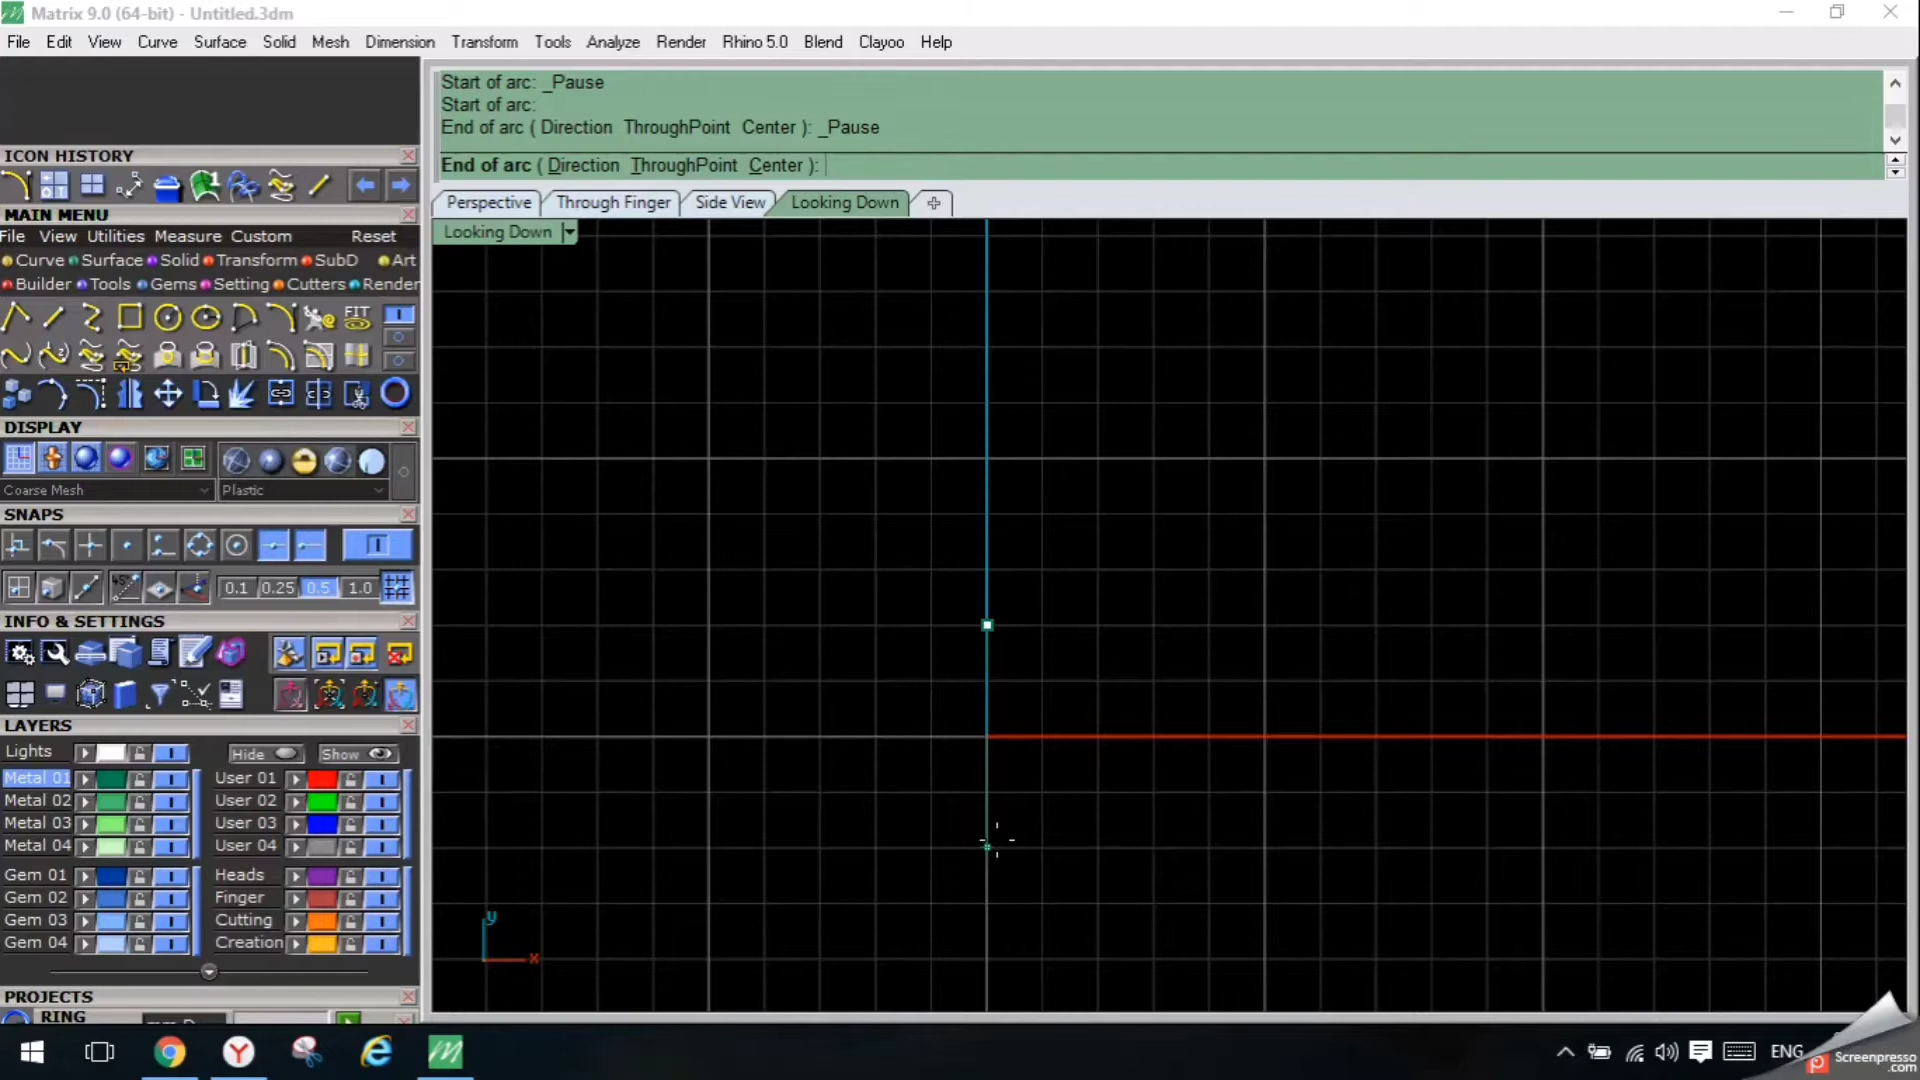 Matrix 9.0 (64-bit) - Untitled.3dm
File Edit View Curve Surface Solid Mesh Dimension Transform Tools Analyze Render Rhino 5.0 Blend Clayoo Help
Start of arc: _Pause
Start of arc:
End of arc ( Direction ThroughPoint Center ): _Pause
End of arc ( Direction ThroughPoint Center ):
ICON HISTORY
MAIN MENU
File View Utilities Measure Custom Reset
Curve Surface Solid Transform SubD Art
Builder Tools Gems Setting Cutters Render
FIT
DISPLAY
Coarse Mesh Plastic
SNAPS
45°
0.1 0.25 0.5 1.0
INFO & SETTINGS
LAYERS
Lights Hide Show
Metal 01 User 01
Metal 02 User 02
Metal 03 User 03
Metal 04 User 04
Gem 01 Heads
Gem 02 Finger
Gem 03 Cutting
Gem 04 Creation
PROJECTS
RING
Perspective Through Finger Side View Looking Down
Looking Down
y
x
ENG
Screenpresso
.com